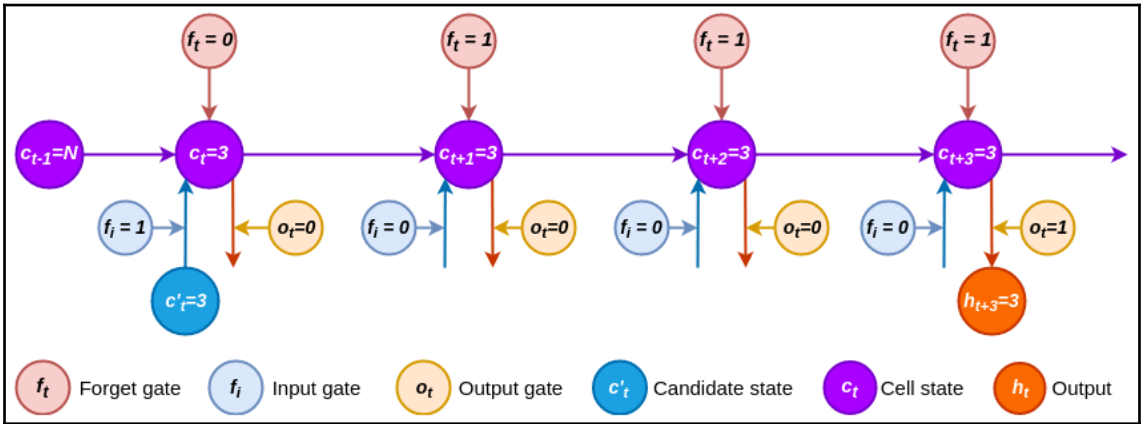 f_t = 0 f_t = 1 f_t = 1 f_t = 1
c_{t-1}=N c_t=3 c_{t+1}=3 c_{t+2}=3 c_{t+3}=3
f_i = 1 o_t=0 f_i = 0 o_t=0 f_i = 0 o_t=0 f_i = 0 o_t=1
c'_t=3 h_{t+3}=3
f_t Forget gate f_i Input gate o_t Output gate c'_t Candidate state c_t Cell state h_t Output